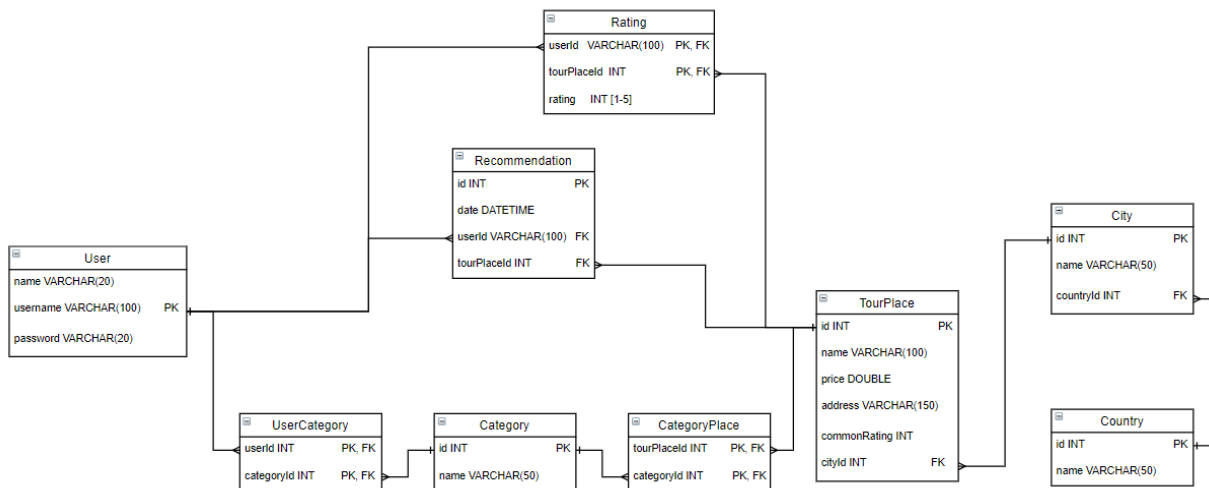 Rating
userId VARCHAR(100) PK, FK
tourPlaceId INT PK, FK
rating INT [1-5]
Recommendation
id INT PK
date DATETIME
userId VARCHAR(100) FK
tourPlaceId INT FK
User
name VARCHAR(20)
username VARCHAR(100) PK
password VARCHAR(20)
UserCategory
userId INT PK, FK
categoryId INT PK, FK
Category
id INT PK
name VARCHAR(50)
CategoryPlace
tourPlaceId INT PK, FK
categoryId INT PK, FK
TourPlace
id INT PK
name VARCHAR(100)
price DOUBLE
address VARCHAR(150)
commonRating INT
cityId INT FK
City
id INT PK
name VARCHAR(50)
countryId INT FK
Country
id INT PK
name VARCHAR(50)